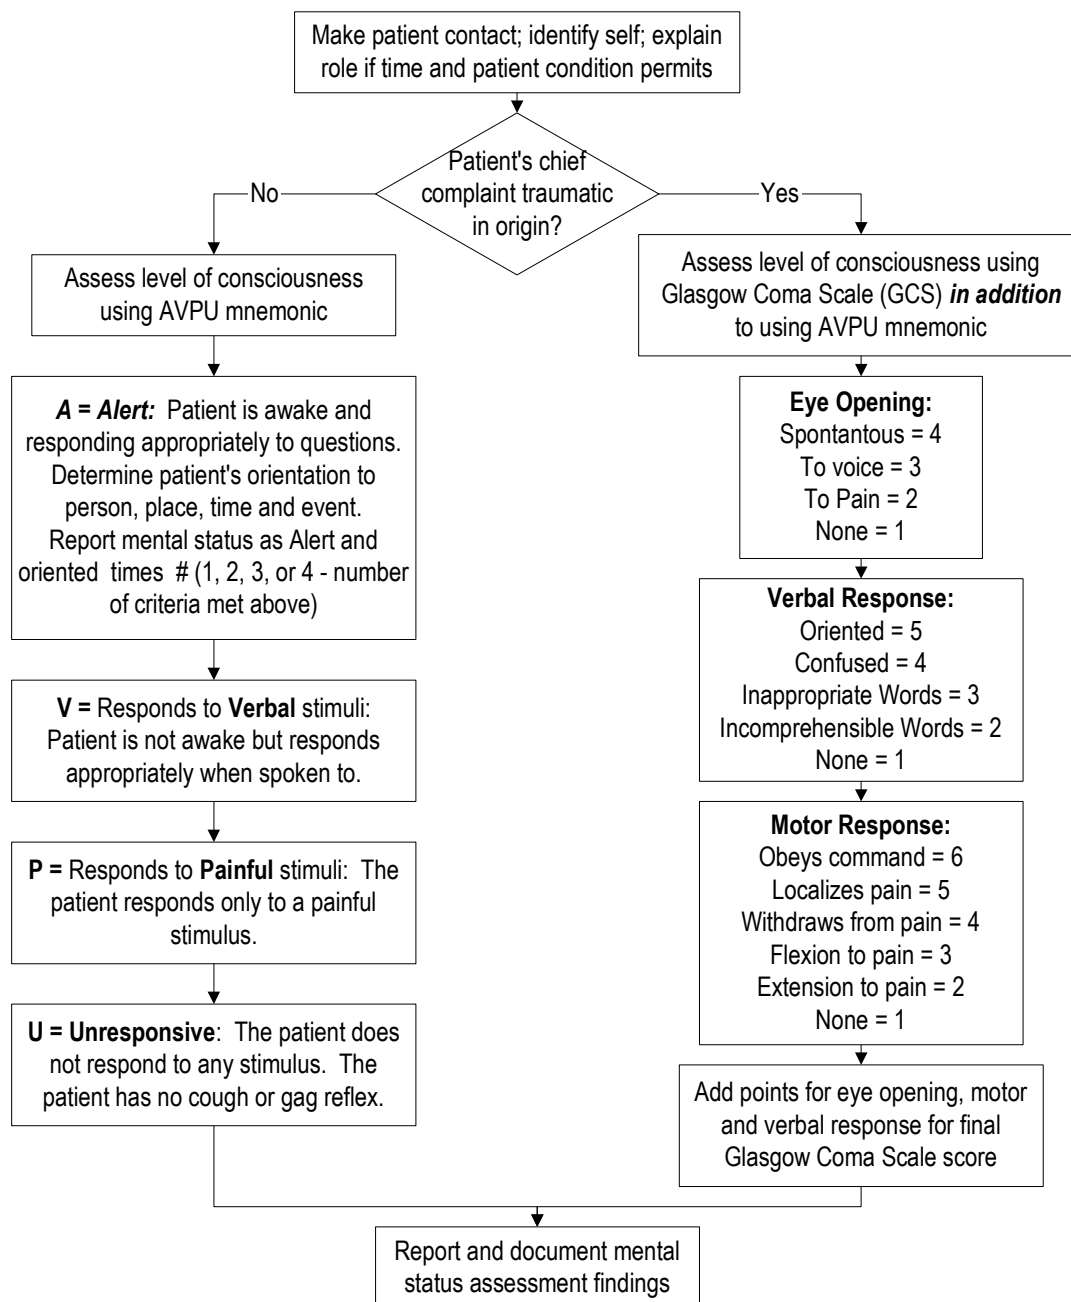 Make patient contact; identify self; explain
role if time and patient condition permits
Patient's chief
complaint traumatic
in origin?
No
Yes
Assess level of consciousness
using AVPU mnemonic
A = Alert: Patient is awake and
responding appropriately to questions.
Determine patient's orientation to
person, place, time and event.
Report mental status as Alert and
oriented times # (1, 2, 3, or 4 - number
of criteria met above)
V = Responds to Verbal stimuli:
Patient is not awake but responds
appropriately when spoken to.
P = Responds to Painful stimuli: The
patient responds only to a painful
stimulus.
U = Unresponsive: The patient does
not respond to any stimulus. The
patient has no cough or gag reflex.
Assess level of consciousness using
Glasgow Coma Scale (GCS) in addition
to using AVPU mnemonic
Eye Opening:
Spontantous = 4
To voice = 3
To Pain = 2
None = 1
Verbal Response:
Oriented = 5
Confused = 4
Inappropriate Words = 3
Incomprehensible Words = 2
None = 1
Motor Response:
Obeys command = 6
Localizes pain = 5
Withdraws from pain = 4
Flexion to pain = 3
Extension to pain = 2
None = 1
Add points for eye opening, motor
and verbal response for final
Glasgow Coma Scale score
Report and document mental
status assessment findings